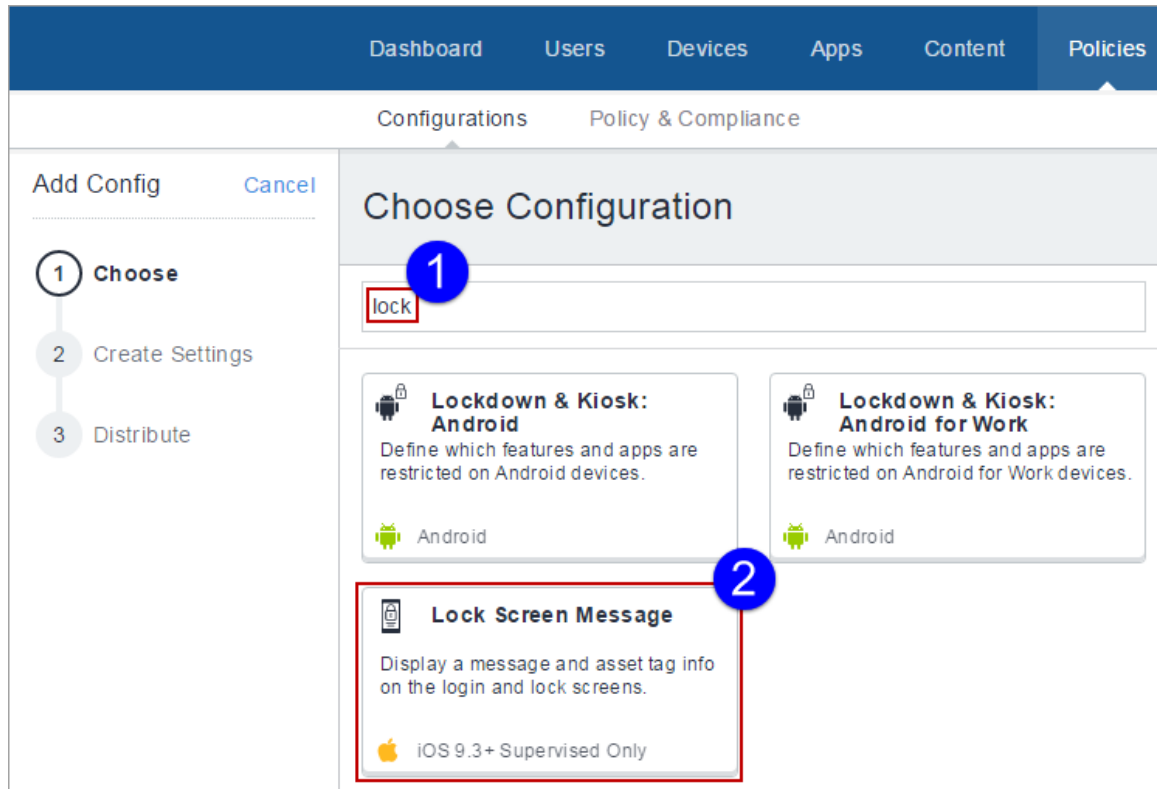 Dashboard Users Devices Apps Content Policies
Configurations Policy & Compliance
Add Config Cancel
1 Choose
2 Create Settings
3 Distribute
Choose Configuration
1
lock
Lockdown & Kiosk:
Android
Define which features and apps are
restricted on Android devices.
Android
Lockdown & Kiosk:
Android for Work
Define which features and apps are
restricted on Android for Work devices.
Android
2
Lock Screen Message
Display a message and asset tag info
on the login and lock screens.
iOS 9.3+ Supervised Only